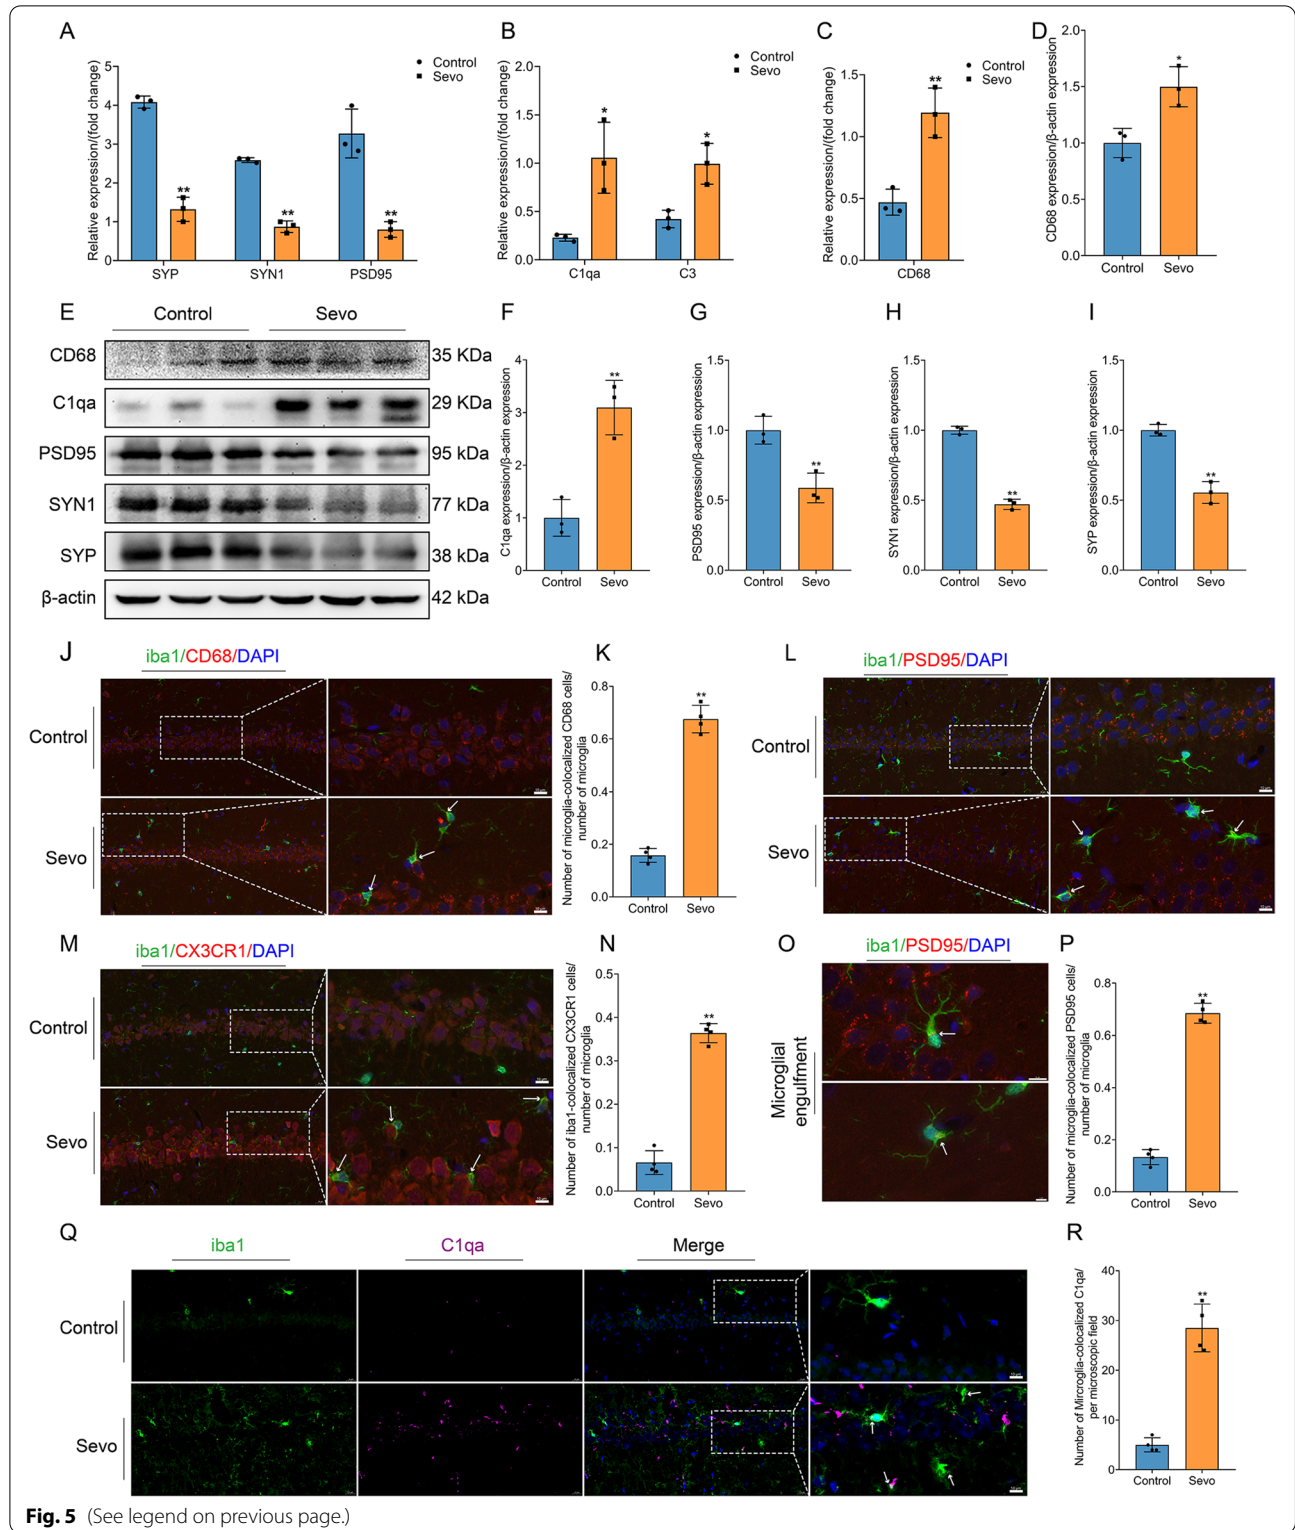 A
Relative expression/(fold change)
Control
Sevo
5
4
3
2
1
0
**
**
**
SYP
SYN1
PSD95
B
Relative expression/(fold change)
Control
Sevo
2.0
1.5
1.0
0.5
0.0
*
*
C1qa
C3
C
Relative expression/(fold change)
1.5
1.0
0.5
0.0
**
CD68
D
CD68 expression/β-actin expression
2.0
1.5
1.0
0.5
0.0
*
Control
Sevo
E
Control
Sevo
CD68
35 KDa
C1qa
29 KDa
PSD95
95 kDa
SYN1
77 kDa
SYP
38 kDa
β-actin
42 kDa
F
C1qa expression/β-actin expression
4
3
2
1
0
**
Control
Sevo
G
PSD95 expression/β-actin expression
1.5
1.0
0.5
0.0
**
Control
Sevo
H
SYN1 expression/β-actin expression
1.5
1.0
0.5
0.0
**
Control
Sevo
I
SYP expression/β-actin expression
1.5
1.0
0.5
0.0
**
Control
Sevo
J
iba1/CD68/DAPI
Control
Sevo
K
Number of microglia-colocalized CD68 cells/
number of microglia
0.8
0.6
0.4
0.2
0.0
**
Control
Sevo
L
iba1/PSD95/DAPI
Control
Sevo
M
iba1/CX3CR1/DAPI
Control
Sevo
N
Number of iba1-colocalized CX3CR1 cells/
number of microglia
0.5
0.4
0.3
0.2
0.1
0.0
**
Control
Sevo
O
iba1/PSD95/DAPI
Microglial
engulfment
P
Number of microglia-colocalized PSD95 cells/
number of microglia
0.8
0.6
0.4
0.2
0.0
**
Control
Sevo
Q
iba1
C1qa
Merge
Control
Sevo
R
Number of Mircroglia-colocalized C1qa/
per microscopic field
40
30
20
10
0
**
Control
Sevo
Fig. 5 (See legend on previous page.)